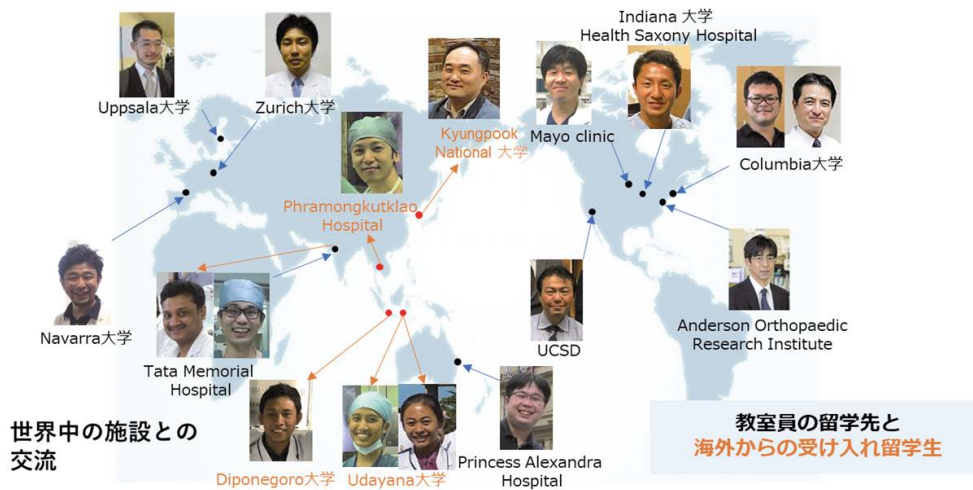 Indiana 大学
Health Saxony Hospital
Uppsala大学
Zurich大学
Kyungpook
National 大学
Mayo clinic
Columbia大学
Phramongkutklao
Hospital
Navarra大学
Tata Memorial
Hospital
UCSD
Anderson Orthopaedic
Research Institute
世界中の施設との
交流
Diponegoro大学
Udayana大学
Princess Alexandra
Hospital
教室員の留学先と
海外からの受け入れ留学生